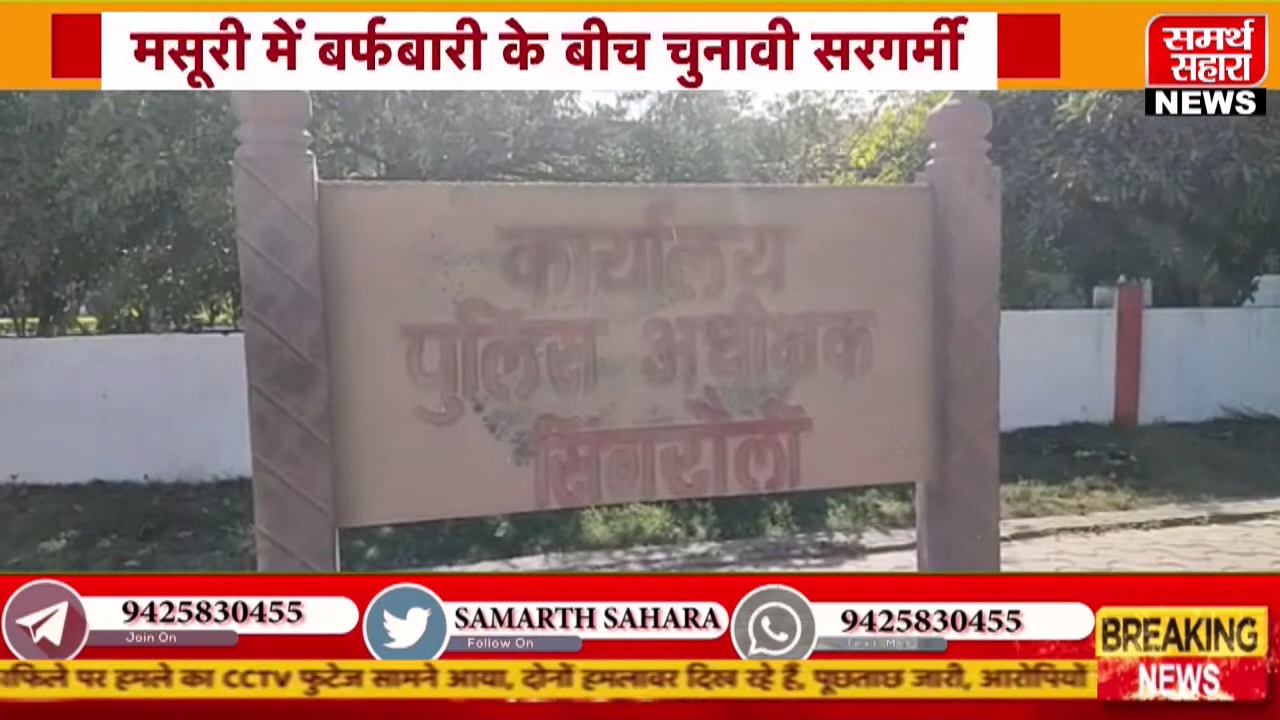 मसूरी में बर्फबारी के बीच चुनावी सरगर्मी
समर्थ
सहारा
NEWS
कार्यालय
पुलिस अधीक्षक
सिंगरौली
9425830455
Join On
SAMARTH SAHARA
Follow On
9425830455
BREAKING
NEWS
पर हमले का CCTV फुटेज सामने आया, दोनों हमलावर दिख रहे हैं, पूछताछ जारी, आरोपियो